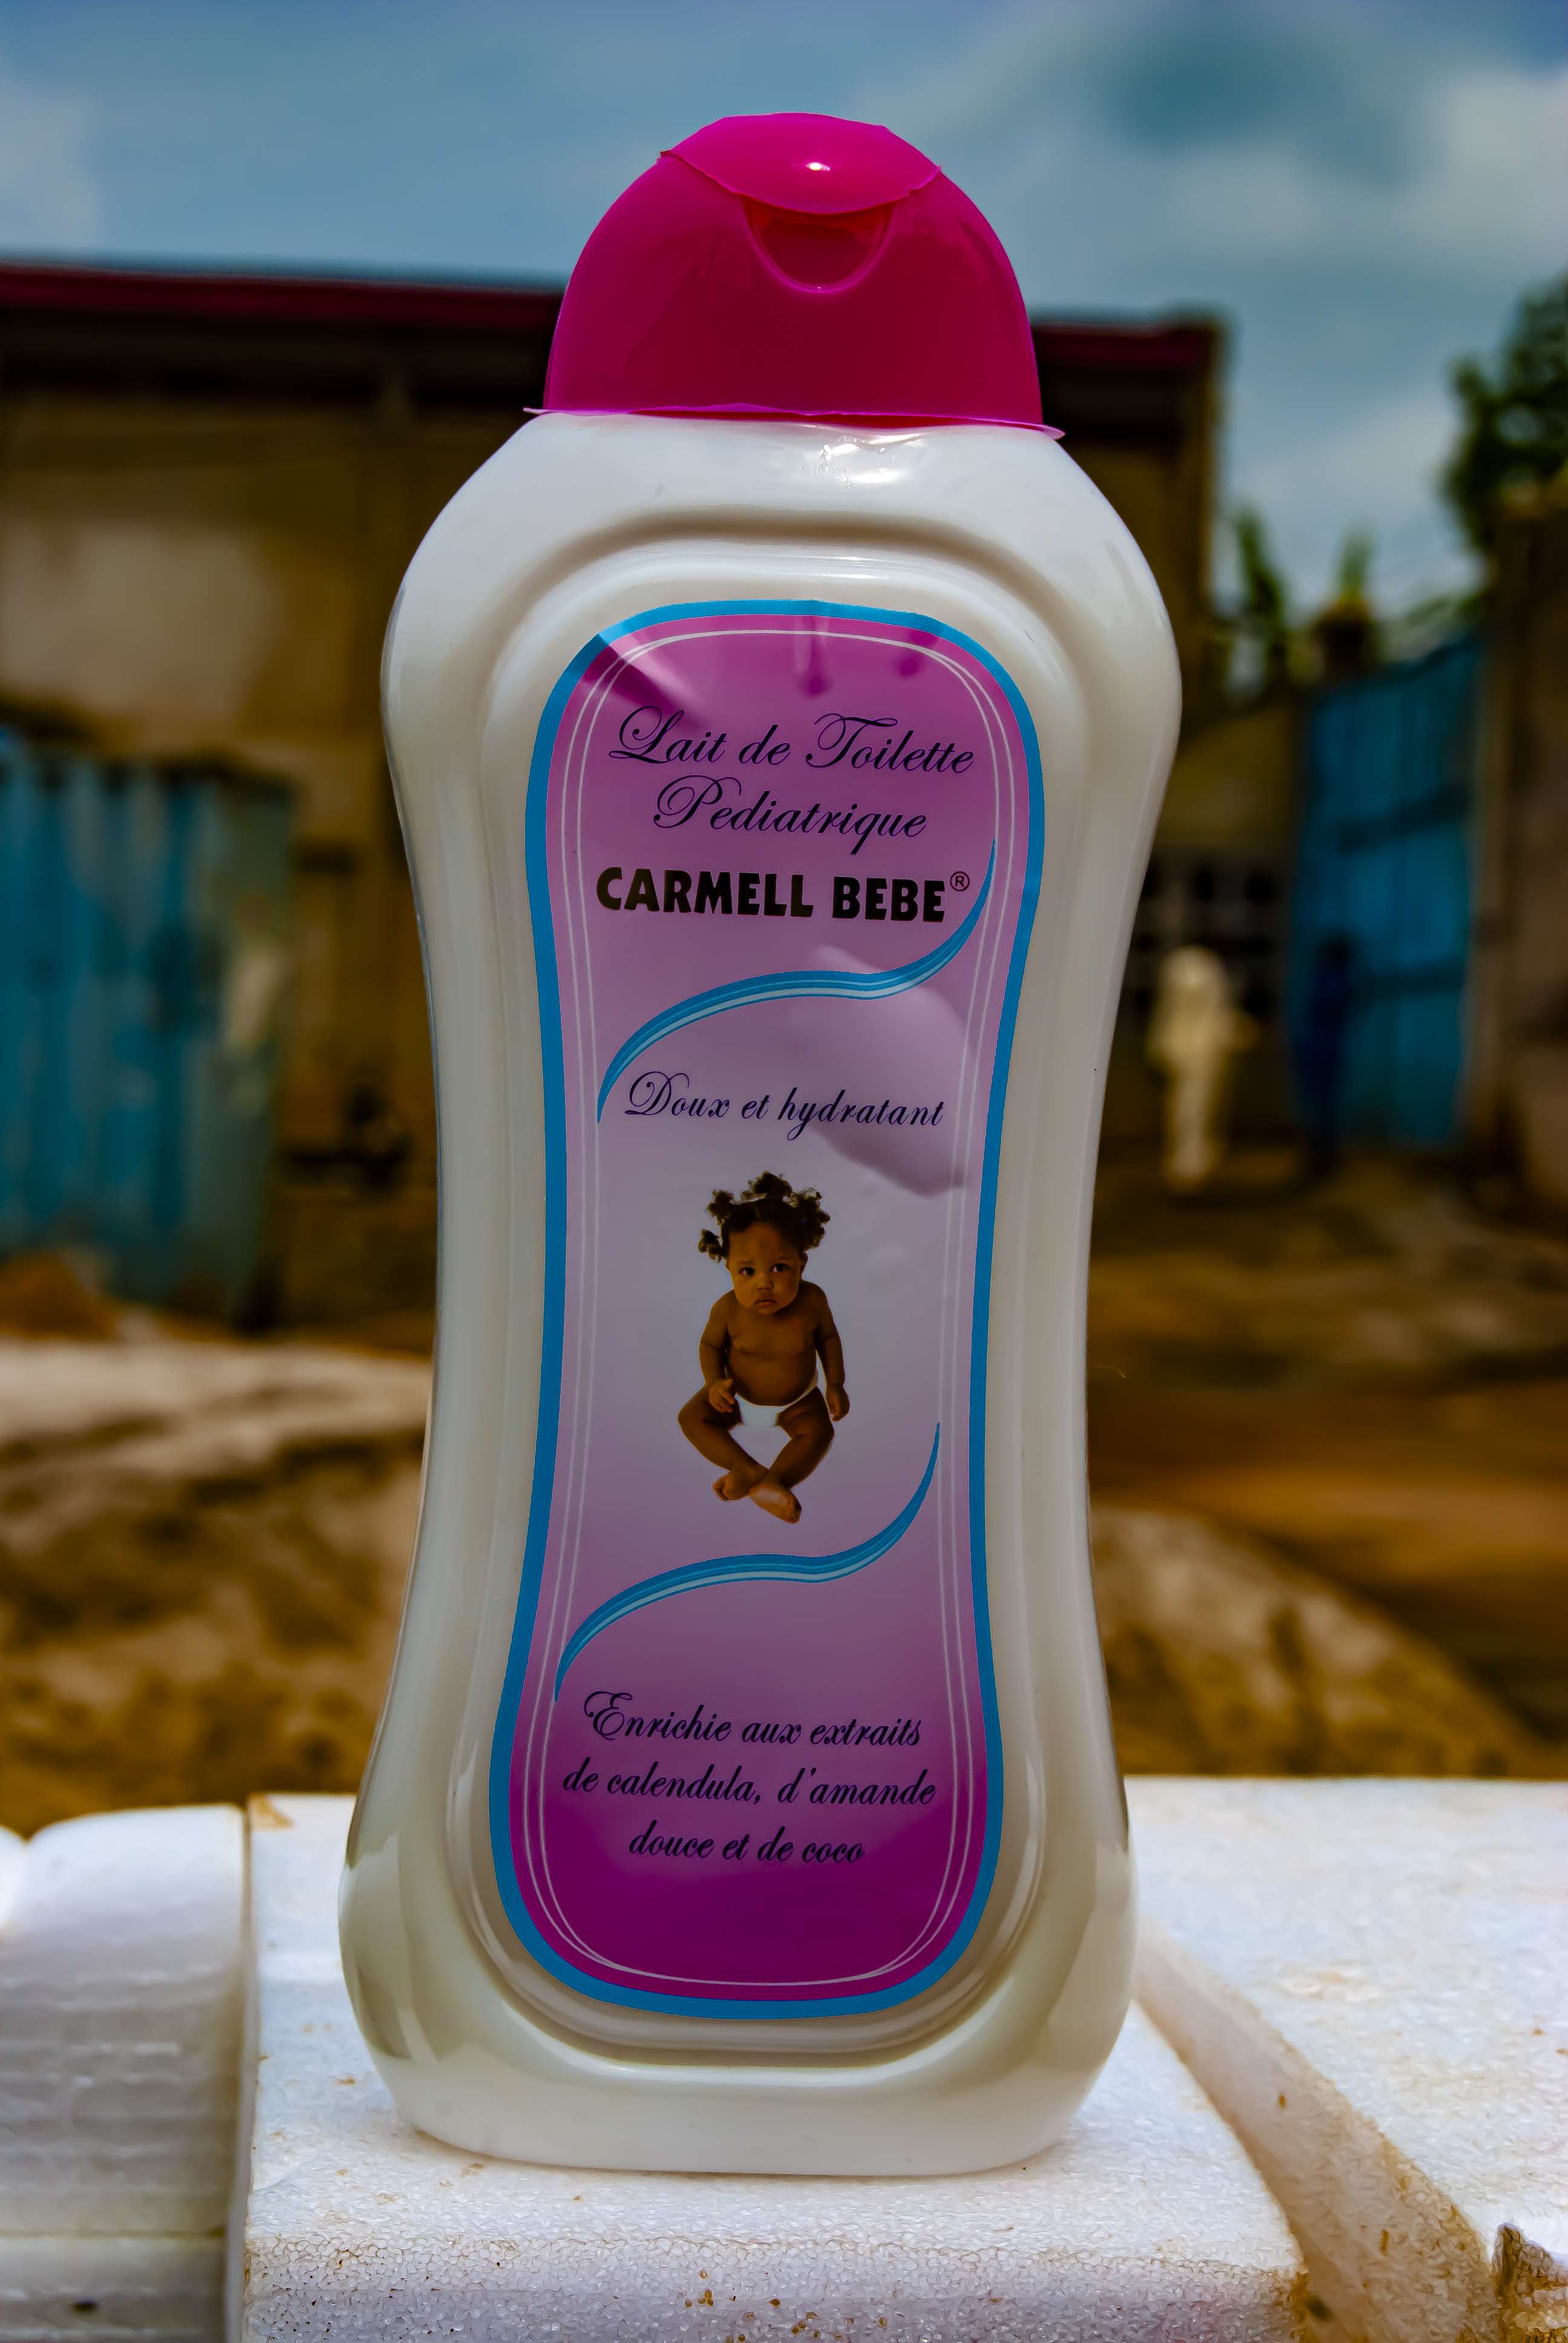 Lait de Toilette
Pediatrique
CARMELL BEBE®
Doux et hydratant
Enrichie aux extraits
de calendula, d'amande
douce et de coco